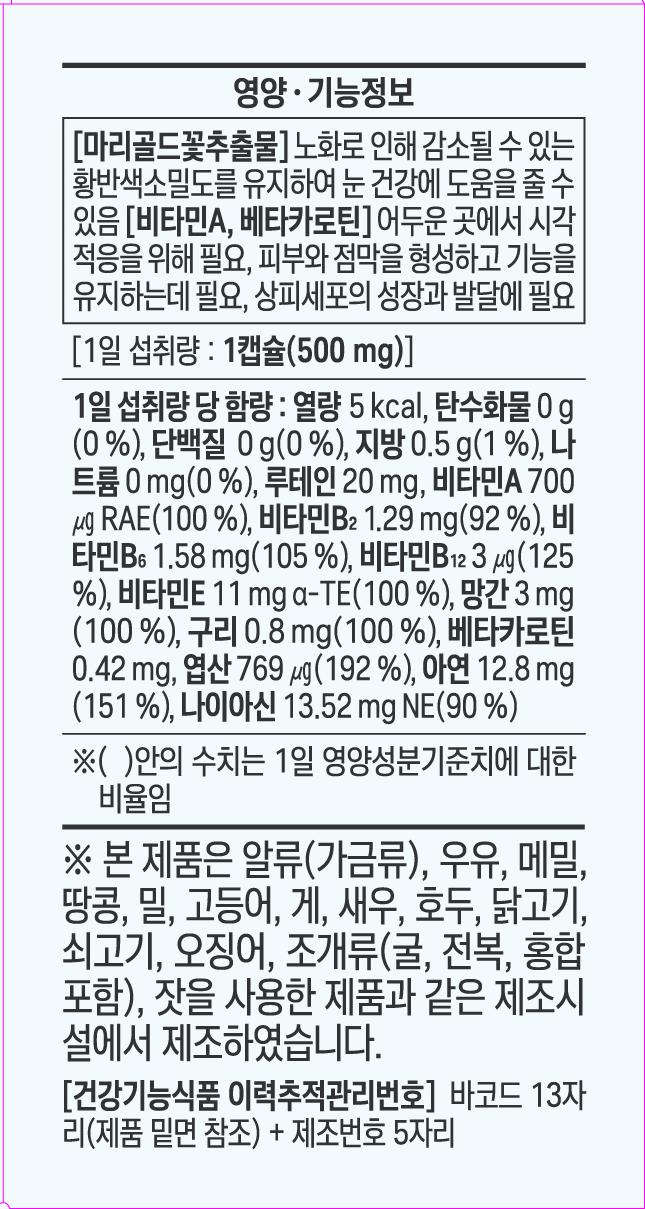 영양 · 기능정보
[마리골드꽃추출물] 노화로 인해 감소될 수 있는
황반색소밀도를 유지하여 눈 건강에 도움을 줄 수
있음 [비타민A, 베타카로틴] 어두운 곳에서 시각
적응을 위해 필요, 피부와 점막을 형성하고 기능을
유지하는데 필요, 상피세포의 성장과 발달에 필요
[1일 섭취량 : 1캡슐(500 mg)]
1일 섭취량 당 함량 : 열량 5 kcal, 탄수화물 0 g
(0 %), 단백질 0 g(0 %), 지방 0.5 g(1 %), 나
트륨 0 mg(0 %), 루테인 20 mg, 비타민A 700
㎍ RAE(100 %), 비타민B₂ 1.29 mg(92 %), 비
타민B₆ 1.58 mg(105 %), 비타민B₁₂ 3 ㎍(125
%), 비타민E 11 mg α-TE(100 %), 망간 3 mg
(100 %), 구리 0.8 mg(100 %), 베타카로틴
0.42 mg, 엽산 769 ㎍(192 %), 아연 12.8 mg
(151 %), 나이아신 13.52 mg NE(90 %)
※( )안의 수치는 1일 영양성분기준치에 대한
비율임
※ 본 제품은 알류(가금류), 우유, 메밀,
땅콩, 밀, 고등어, 게, 새우, 호두, 닭고기,
쇠고기, 오징어, 조개류(굴, 전복, 홍합
포함), 잣을 사용한 제품과 같은 제조시
설에서 제조하였습니다.
[건강기능식품 이력추적관리번호] 바코드 13자
리(제품 밑면 참조) + 제조번호 5자리